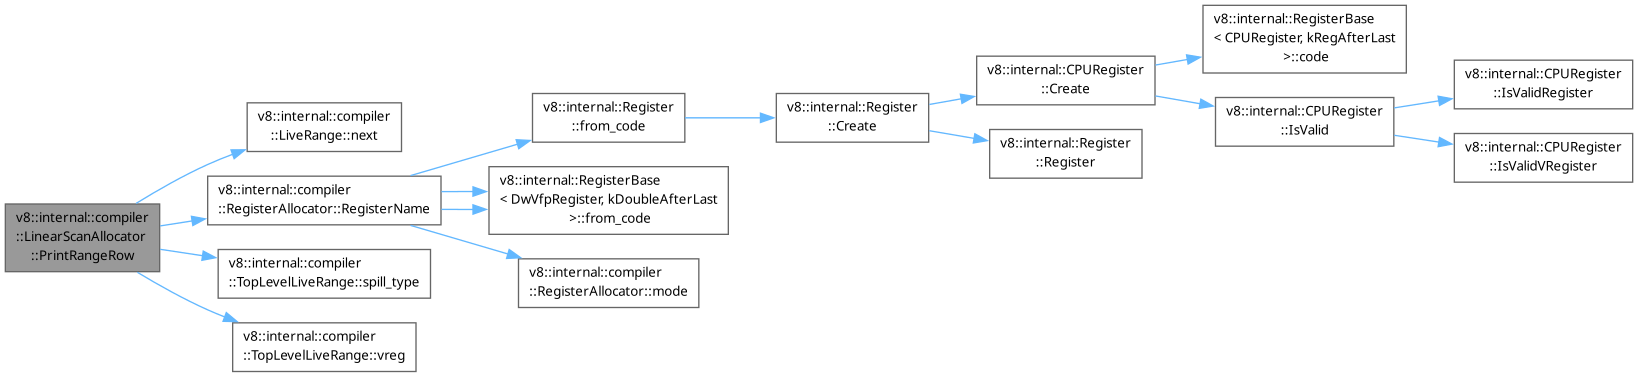 v8::internal::compiler
::LinearScanAllocator
::PrintRangeRow
v8::internal::compiler
::LiveRange::next
v8::internal::compiler
::RegisterAllocator::RegisterName
v8::internal::compiler
::TopLevelLiveRange::spill_type
v8::internal::compiler
::TopLevelLiveRange::vreg
v8::internal::Register
::from_code
v8::internal::RegisterBase
< DwVfpRegister, kDoubleAfterLast
>::from_code
v8::internal::compiler
::RegisterAllocator::mode
v8::internal::Register
::Create
v8::internal::CPURegister
::Create
v8::internal::Register
::Register
v8::internal::RegisterBase
< CPURegister, kRegAfterLast
>::code
v8::internal::CPURegister
::IsValid
v8::internal::CPURegister
::IsValidRegister
v8::internal::CPURegister
::IsValidVRegister